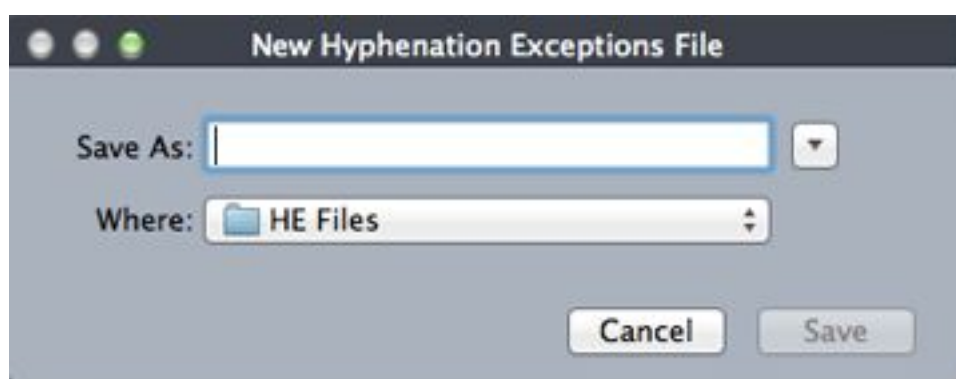 New Hyphenation Exceptions File
Save As:
Where: HE Files
Cancel Save